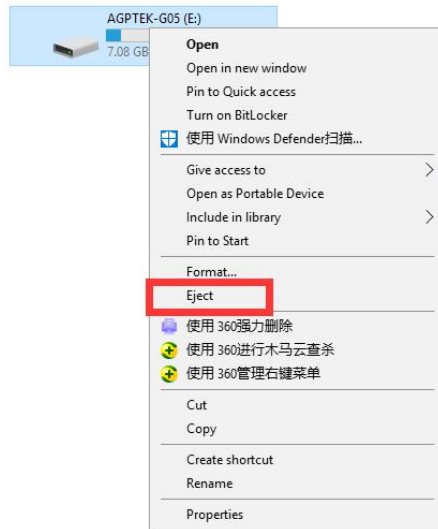 AGPTEK-G05 (E:)
7.08 GB
Open
Open in new window
Pin to Quick access
Turn on BitLocker
使用 Windows Defender扫描...
Give access to
Open as Portable Device
Include in library
Pin to Start
Format...
Eject
使用 360强力删除
使用 360进行木马云查杀
使用 360管理右键菜单
Cut
Copy
Create shortcut
Rename
Properties